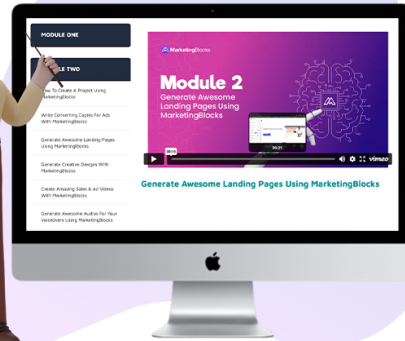 MODULE ONE
LE TWO
How To Create A Project Using
MarketingBlocks
Write Converting Copies For Ads
With MarketingBlocks
Generate Awesome Landing Pages
Using MarketingBlocks
Generate Creative Designs With
MarketingBlocks
Create Amazing Sales & Ad Videos
With MarketingBlocks
Generate Awesome Audios For Your
Voiceovers Using MarketingBlocks
MarketingBlocks
Module 2
Generate Awesome
Landing Pages Using
MarketingBlocks
vimeo
Generate Awesome Landing Pages Using MarketingBlocks